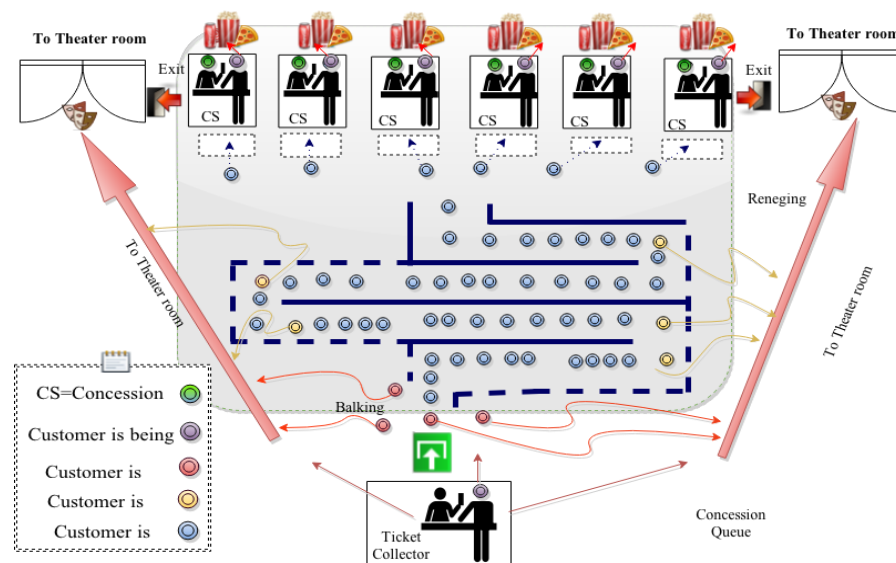 To Theater room
To Theater room
Exit
Exit
CS
CS
CS
CS
CS
CS
Reneging
To Theater room
To Theater room
Balking
CS=Concession
Customer is being
Customer is
Customer is
Customer is
Ticket
Collector
Concession
Queue